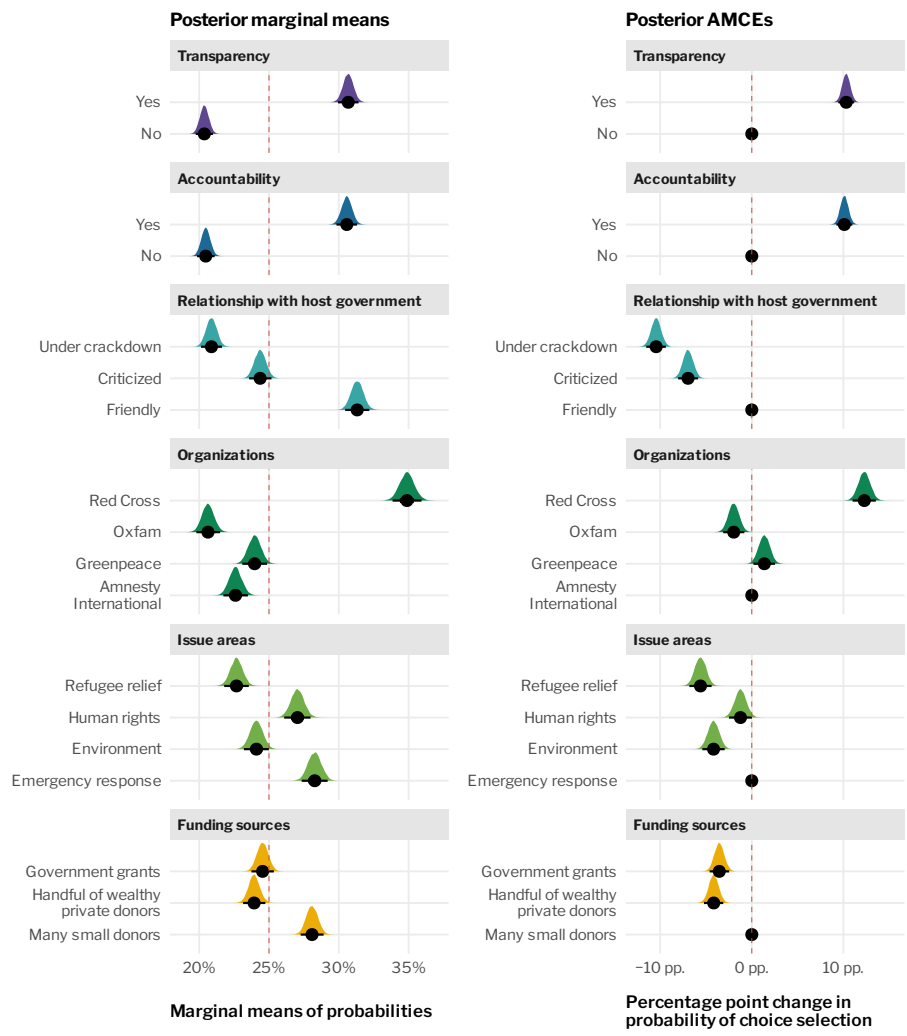 Posterior marginal means
Transparency
Yes
No
Accountability
Yes
No
Relationship with host government
Under crackdown
Criticized
Friendly
Organizations
Red Cross
Oxfam
Greenpeace
Amnesty
International
Issue areas
Refugee relief
Human rights
Environment
Emergency response
Funding sources
Government grants
Handful of wealthy
private donors
Many small donors
20% 25% 30% 35%
Marginal means of probabilities
Posterior AMCEs
Transparency
Yes
No
Accountability
Yes
No
Relationship with host government
Under crackdown
Criticized
Friendly
Organizations
Red Cross
Oxfam
Greenpeace
Amnesty
International
Issue areas
Refugee relief
Human rights
Environment
Emergency response
Funding sources
Government grants
Handful of wealthy
private donors
Many small donors
−10 pp. 0 pp. 10 pp.
Percentage point change in
probability of choice selection